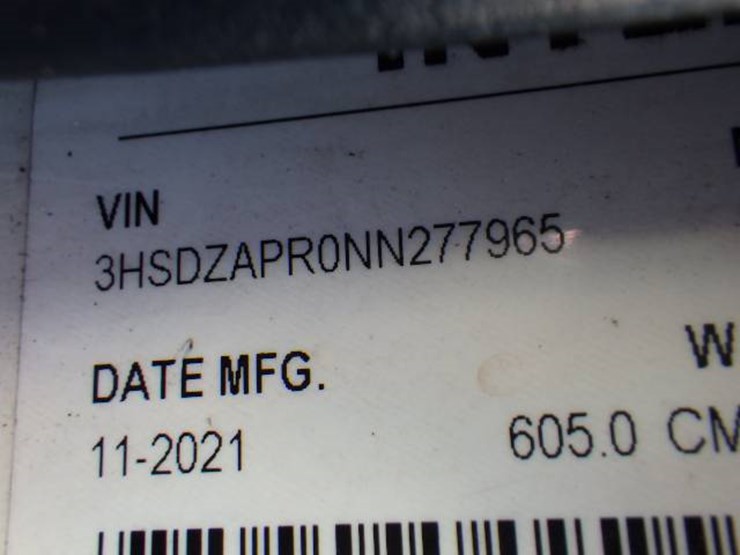 VIN
3HSDZAPR0NN277965
DATE MFG.
11-2021
605.0 CM